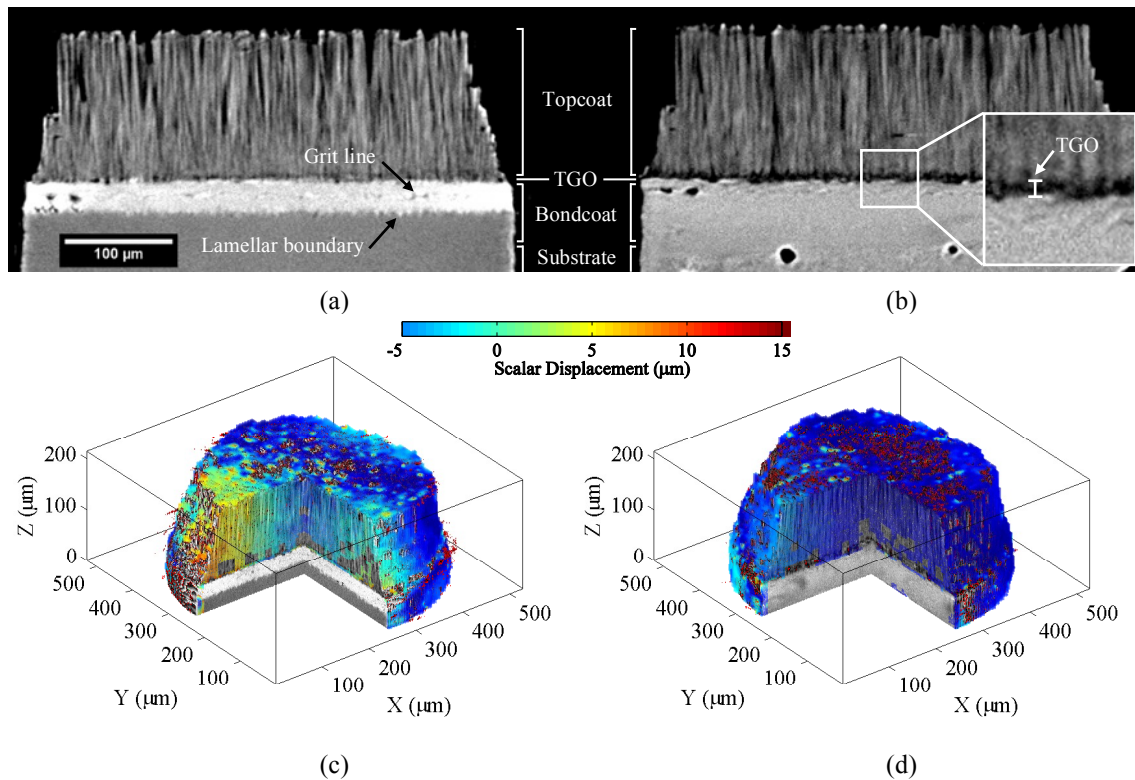 Topcoat
Grit line
TGO
TGO
Bondcoat
Lamellar boundary
100 µm
Substrate
(a)
(b)
-5
0
5
10
15
Scalar Displacement (µm)
200
100
0
Z (µm)
500
400
300
200
100
Y (µm)
100
200
300
400
500
X (µm)
200
100
0
Z (µm)
500
400
300
200
100
Y (µm)
100
200
300
400
500
X (µm)
(c)
(d)